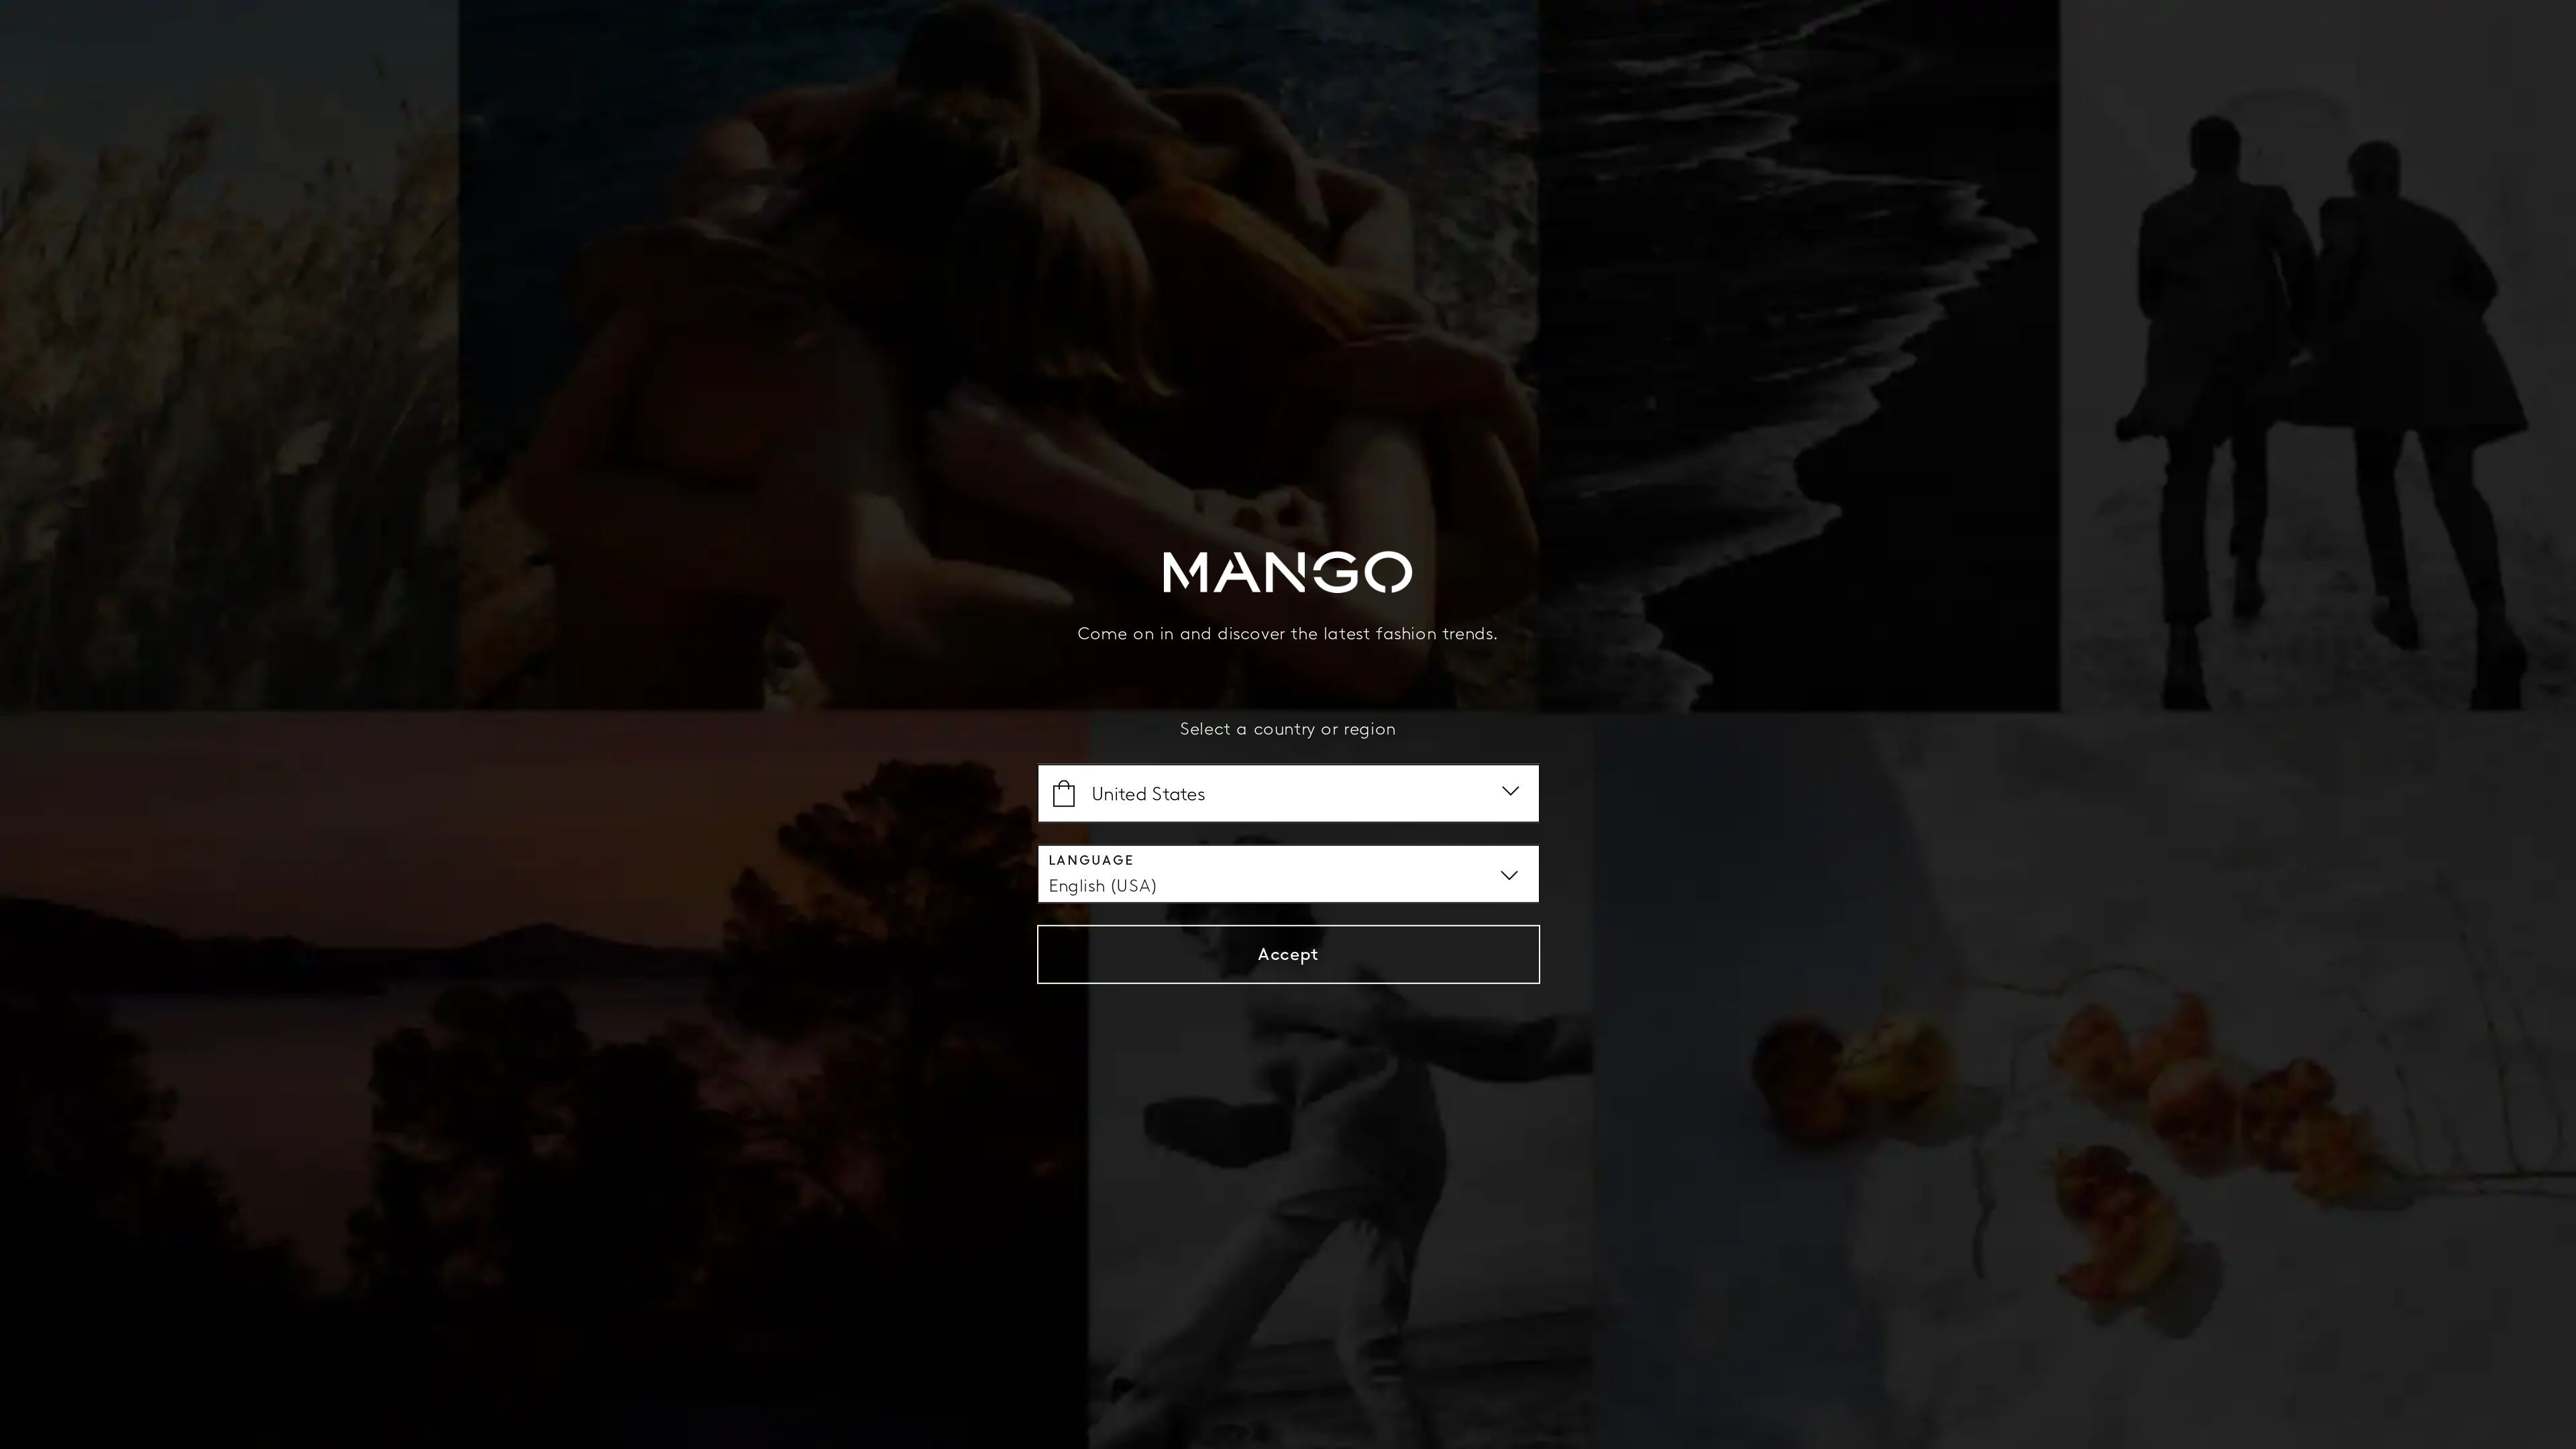 MANGO
Come on in and discover the latest fashion trends.
Select a country or region
United States
LANGUAGE
English (USA)
Accept